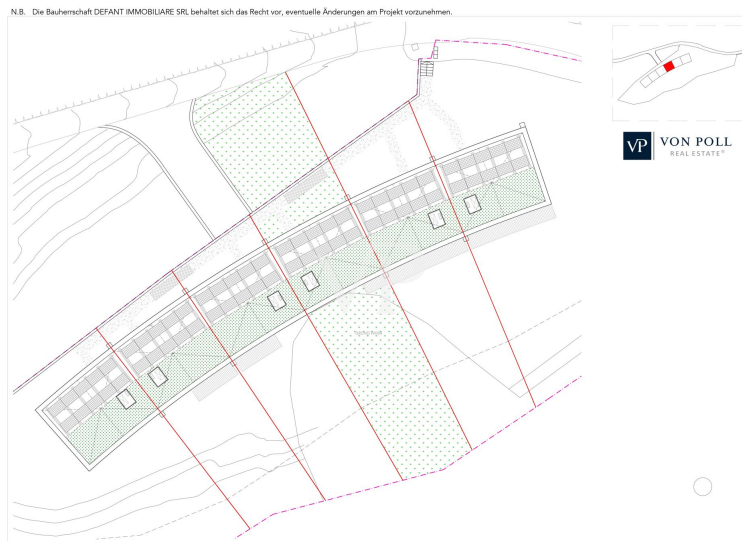 N.B. Die Bauherrschaft DEFANT IMMOBILIARE SRL behaltet sich das Recht vor, eventuelle Änderungen am Projekt vorzunehmen.
VP VON POLL
REAL ESTATE®